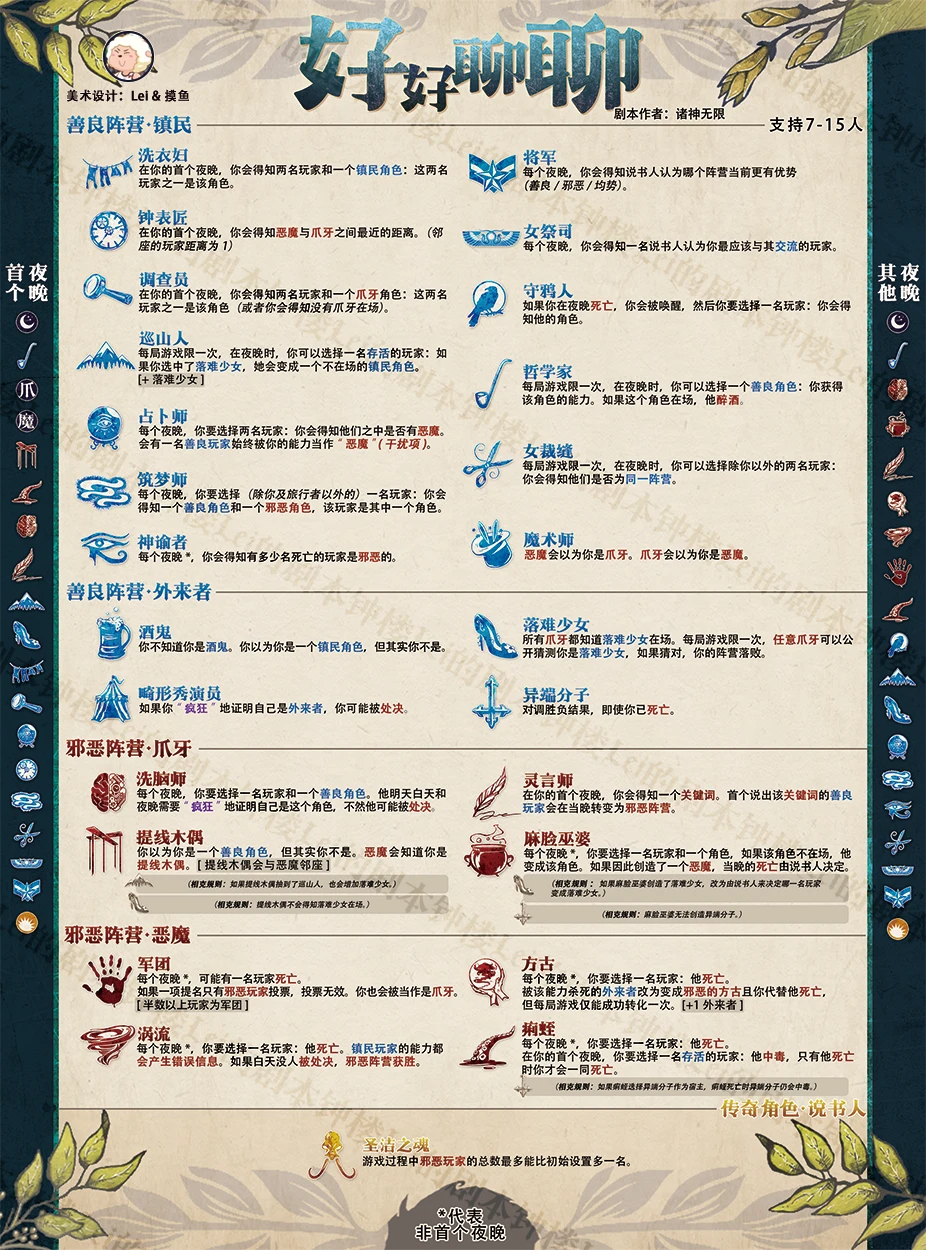 好好聊聊
美术设计：Lei & 摸鱼
剧本作者：诸神无限
善良阵营·镇民
支持7-15人
洗衣妇
在你的首个夜晚，你会得知两名玩家和一个镇民角色：这两名
玩家之一是该角色。
钟表匠
在你的首个夜晚，你会得知恶魔与爪牙之间最近的距离。（邻
座的玩家距离为 1）
调查员
在你的首个夜晚，你会得知两名玩家和一个爪牙角色：这两名
玩家之一是该角色（或者你会得知没有爪牙在场）。
巡山人
每局游戏限一次，在夜晚时，你可以选择一名存活的玩家：如
果你选中了落难少女，她会变成一个不在场的镇民角色。
[+ 落难少女]
占卜师
每个夜晚，你要选择两名玩家：你会得知他们之中是否有恶魔。
会有一名善良玩家始终被你的能力当作“恶魔”（干扰项）。
筑梦师
每个夜晚，你要选择（除你及旅行者以外的）一名玩家：你会
得知一个善良角色和一个邪恶角色，该玩家是其中一个角色。
神谕者
每个夜晚 *，你会得知有多少名死亡的玩家是邪恶的。
将军
每个夜晚，你会得知说书人认为哪个阵营当前更有优势
（善良 / 邪恶 / 均势）。
女祭司
每个夜晚，你会得知一名说书人认为你最应该与其交流的玩家。
守鸦人
如果你在夜晚死亡，你会被唤醒，然后你要选择一名玩家：你会得
知他的角色。
哲学家
每局游戏限一次，在夜晚时，你可以选择一个善良角色：你获得
该角色的能力。如果这个角色在场，他醉酒。
女裁缝
每局游戏限一次，在夜晚时，你可以选择除你以外的两名玩家：
你会得知他们是否为同一阵营。
魔术师
恶魔会以为你是爪牙。爪牙会以为你是恶魔。
善良阵营·外来者
酒鬼
你不知道你是酒鬼。你以为你是一个镇民角色，但其实你不是。
畸形秀演员
如果你“疯狂”地证明自己是外来者，你可能被处决。
落难少女
所有爪牙都知道落难少女在场。每局游戏限一次，任意爪牙可以公
开猜测你是落难少女，如果猜对，你的阵营落败。
异端分子
对调胜负结果，即使你已死亡。
邪恶阵营·爪牙
洗脑师
每个夜晚，你要选择一名玩家和一个善良角色。他明天白天和
夜晚需要“疯狂”地证明自己是这个角色，不然他可能被处决。
提线木偶
你以为你是一个善良角色，但其实你不是。恶魔会知道你是
提线木偶。[ 提线木偶会与恶魔邻座 ]
（相克规则：如果提线木偶抽到了巡山人，也会增加落难少女。）
（相克规则：提线木偶不会得知落难少女在场。）
灵言师
在你的首个夜晚，你会得知一个关键词。首个说出该关键词的善良
玩家会在当晚转变为邪恶阵营。
麻脸巫婆
每个夜晚 *，你要选择一名玩家和一个角色，如果该角色不在场，他
变成该角色。如果因此创造了一个恶魔，当晚的死亡由说书人决定。
（相克规则：如果麻脸巫婆创造了落难少女，改为由说书人来决定哪一名玩家
变成落难少女。）
（相克规则：麻脸巫婆无法创造异端分子。）
邪恶阵营·恶魔
军团
每个夜晚 *，可能有一名玩家死亡。
如果一项提名只有邪恶玩家投票，投票无效。你也会被当作是爪牙。
[ 半数以上玩家为军团 ]
涡流
每个夜晚 *，你要选择一名玩家：他死亡。镇民玩家的能力都
会产生错误信息。如果白天没人被处决，邪恶阵营获胜。
方古
每个夜晚 *，你要选择一名玩家：他死亡。
被该能力杀死的外来者改为变成邪恶的方古且你代替他死亡，
但每局游戏仅能成功转化一次。[+1 外来者 ]
痢蛭
每个夜晚 *，你要选择一名玩家：他死亡。
在你的首个夜晚，你要选择一名存活的玩家：他中毒，只有他死亡
时你才会一同死亡。
（相克规则：如果痢蛭选择异端分子作为宿主，痢蛭死亡时异端分子仍会中毒。）
传奇角色·说书人
圣洁之魂
游戏过程中邪恶玩家的总数最多能比初始设置多一名。
*代表
非首个夜晚
首个夜晚
爪
魔
其他夜晚